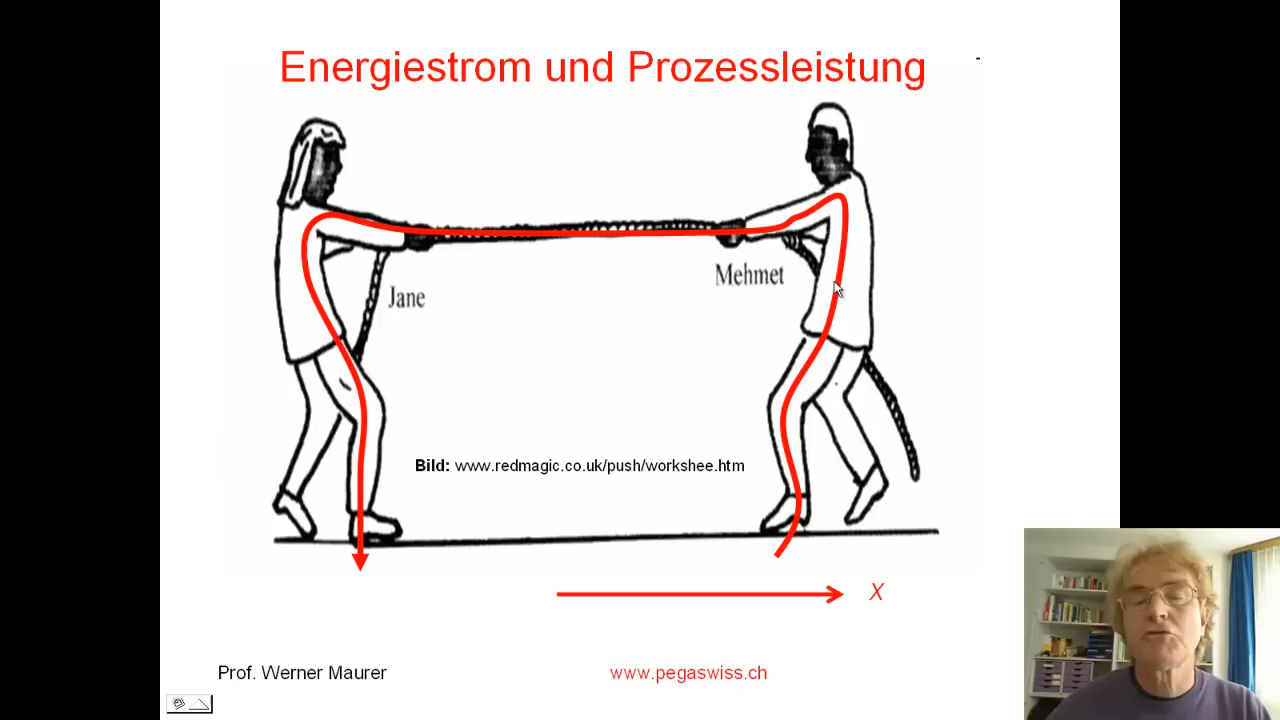 Energiestrom und Prozessleistung
Mehmet
Jane
Bild: www.redmagic.co.uk/push/workshee.htm
X
Prof. Werner Maurer
www.pegaswiss.ch